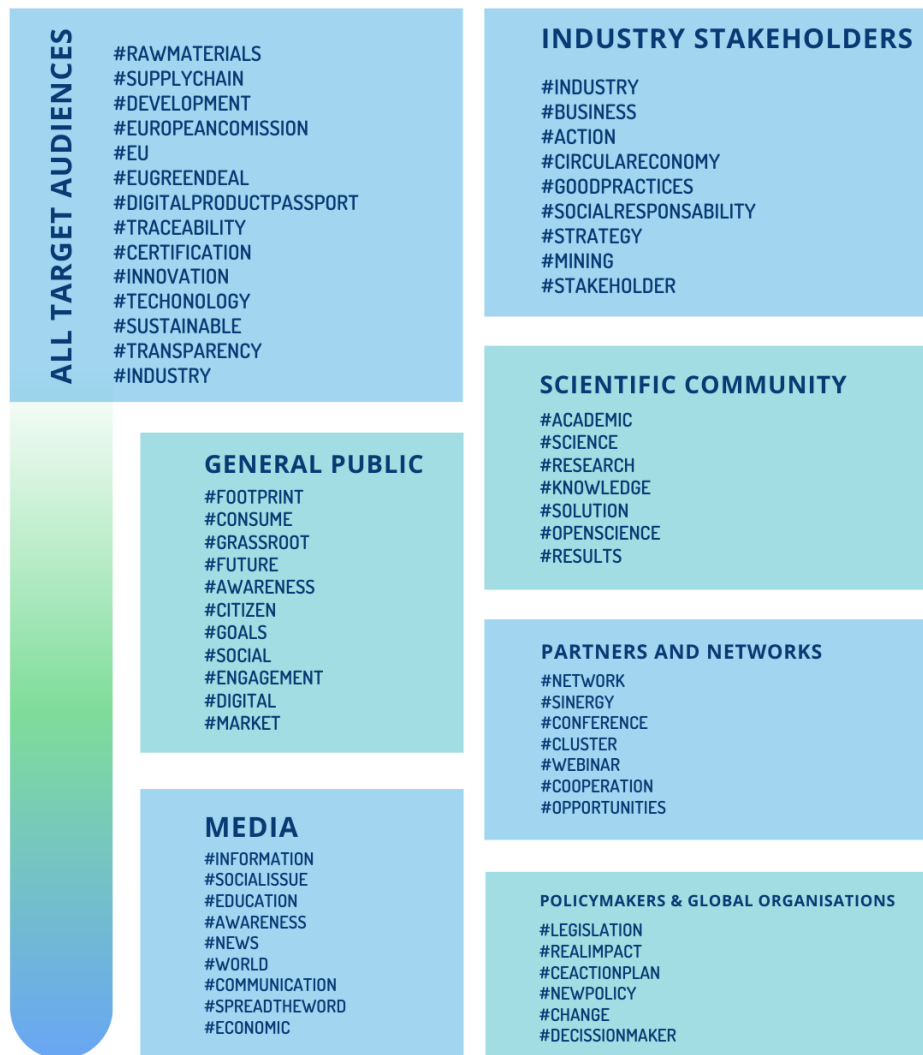 ALL TARGET AUDIENCES
#RAWMATERIALS
#SUPPLYCHAIN
#DEVELOPMENT
#EUROPEANCOMISSION
#EU
#EUGREENDEAL
#DIGITALPRODUCTPASSPORT
#TRACEABILITY
#CERTIFICATION
#INNOVATION
#TECHONOLOGY
#SUSTAINABLE
#TRANSPARENCY
#INDUSTRY
GENERAL PUBLIC
#FOOTPRINT
#CONSUME
#GRASSROOT
#FUTURE
#AWARENESS
#CITIZEN
#GOALS
#SOCIAL
#ENGAGEMENT
#DIGITAL
#MARKET
MEDIA
#INFORMATION
#SOCIALISSUE
#EDUCATION
#AWARENESS
#NEWS
#WORLD
#COMMUNICATION
#SPREADTHEWORD
#ECONOMIC
INDUSTRY STAKEHOLDERS
#INDUSTRY
#BUSINESS
#ACTION
#CIRCULARECONOMY
#GOODPRACTICES
#SOCIALRESPONSABILITY
#STRATEGY
#MINING
#STAKEHOLDER
SCIENTIFIC COMMUNITY
#ACADEMIC
#SCIENCE
#RESEARCH
#KNOWLEDGE
#SOLUTION
#OPENSCIENCE
#RESULTS
PARTNERS AND NETWORKS
#NETWORK
#SINERGY
#CONFERENCE
#CLUSTER
#WEBINAR
#COOPERATION
#OPPORTUNITIES
POLICYMAKERS & GLOBAL ORGANISATIONS
#LEGISLATION
#REALIMPACT
#CEACTIONPLAN
#NEWPOLICY
#CHANGE
#DECISSIONMAKER